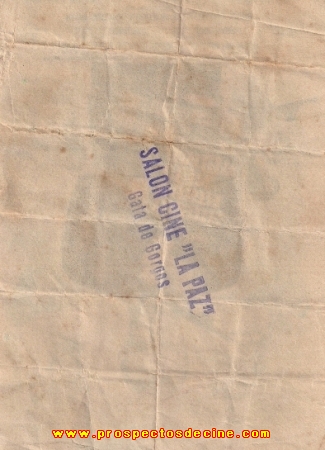 SALON CINE "LA PAZ"
Gata de Gorgos
www.prospectosdecine.com